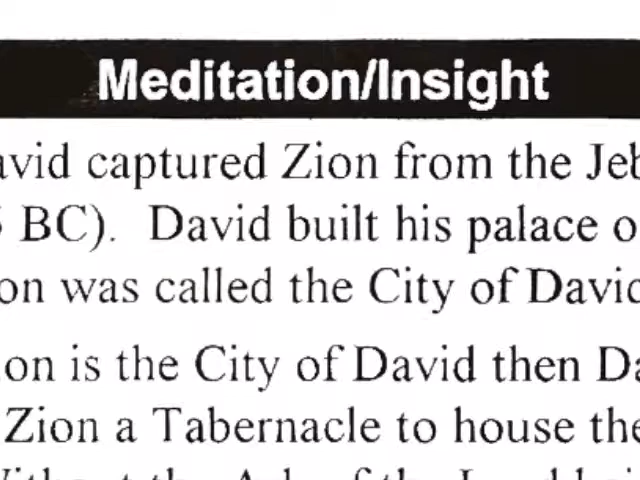 Meditation/Insight
avid captured Zion from the Jeb
BC). David built his palace o
on was called the City of David
on is the City of David then Da
Zion a Tabernacle to house the